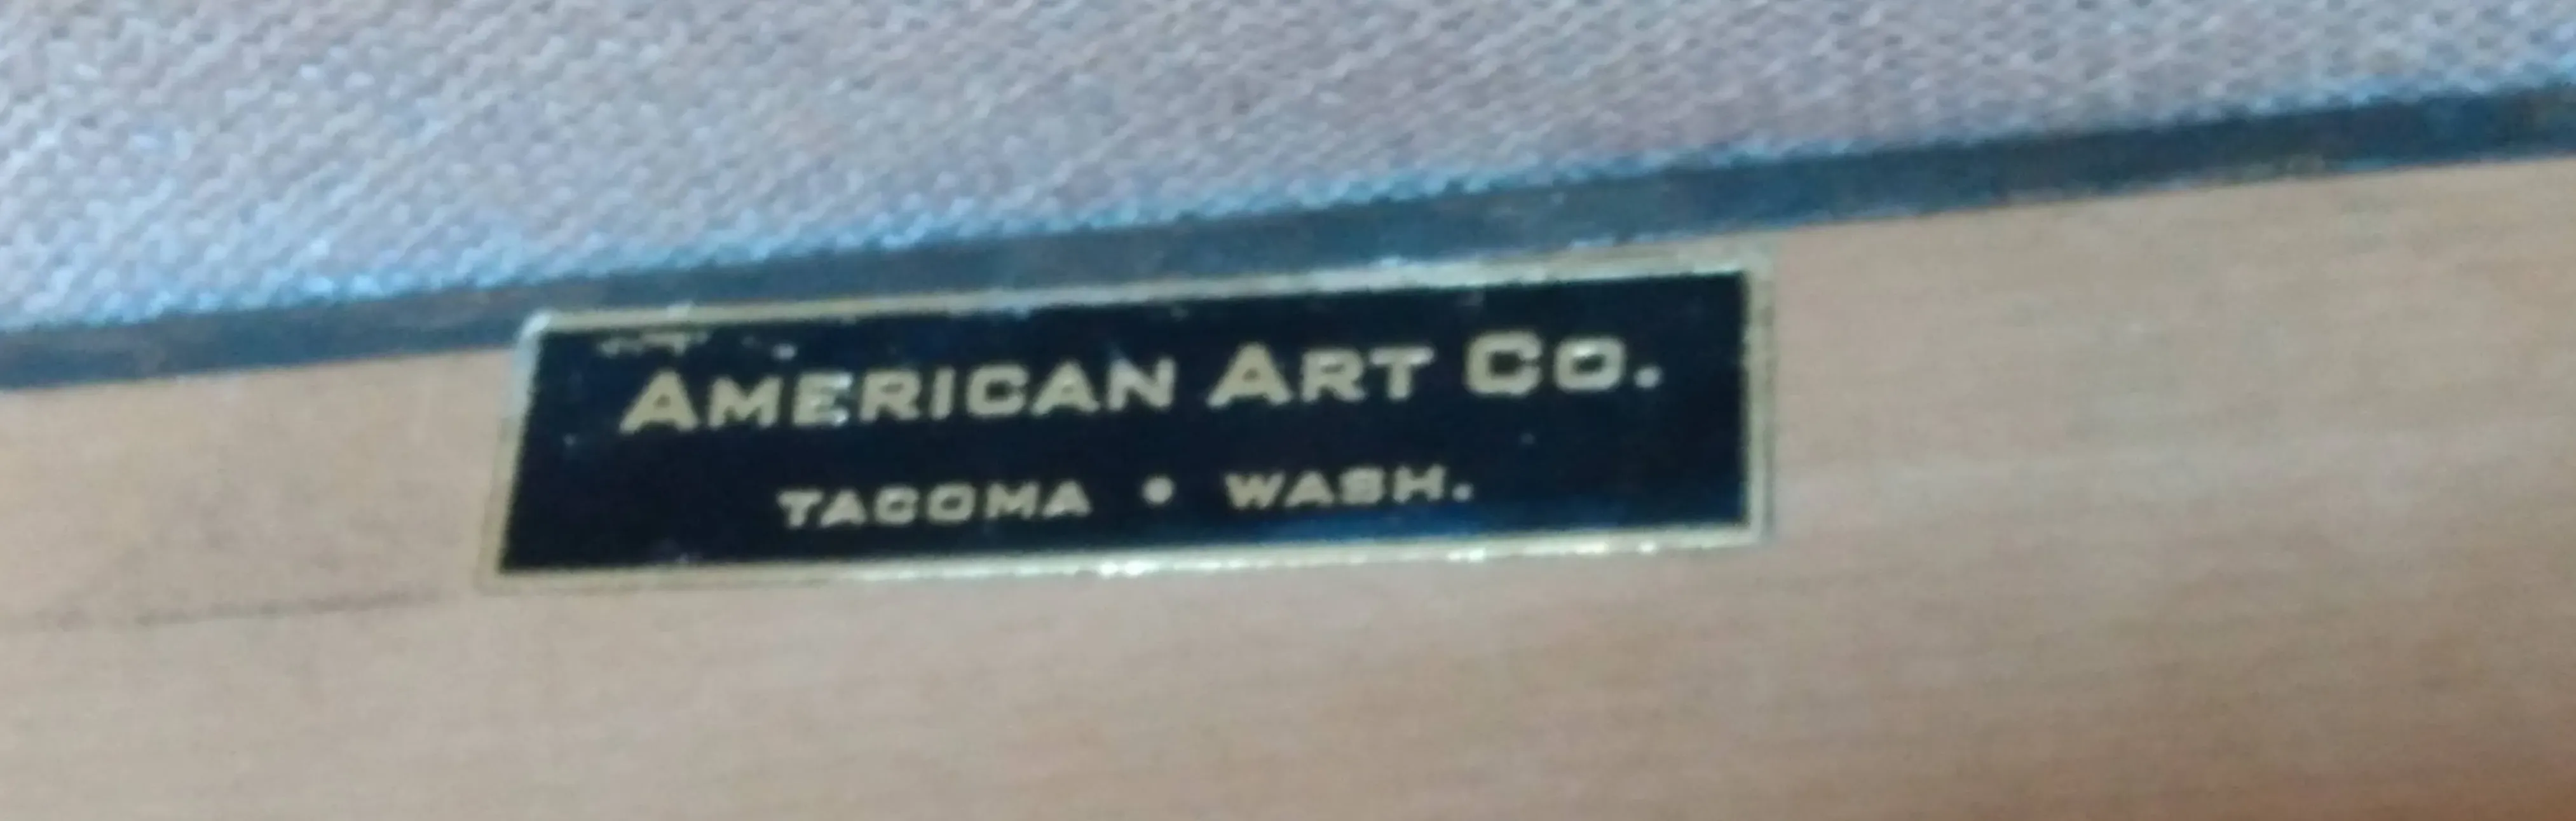 AMERICAN ART CO.
TACOMA • WASH.